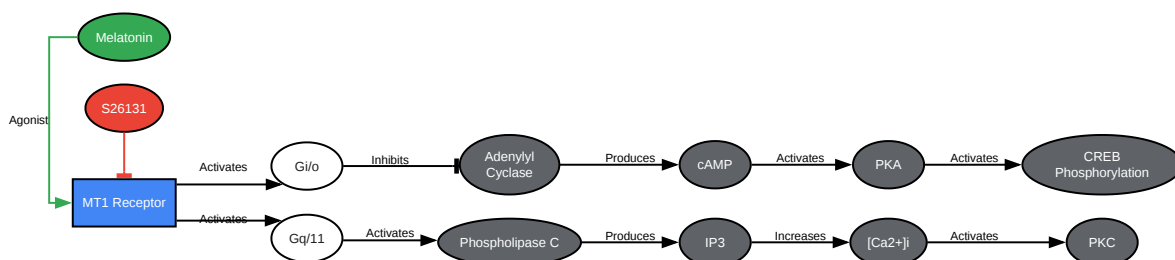 Melatonin
S26131
Agonist
MT1 Receptor
Activates
Gi/o
Inhibits
Adenylyl
Cyclase
Produces
cAMP
Activates
PKA
Activates
CREB
Phosphorylation
Activates
Gq/11
Activates
Phospholipase C
Produces
IP3
Increases
[Ca2+]i
Activates
PKC